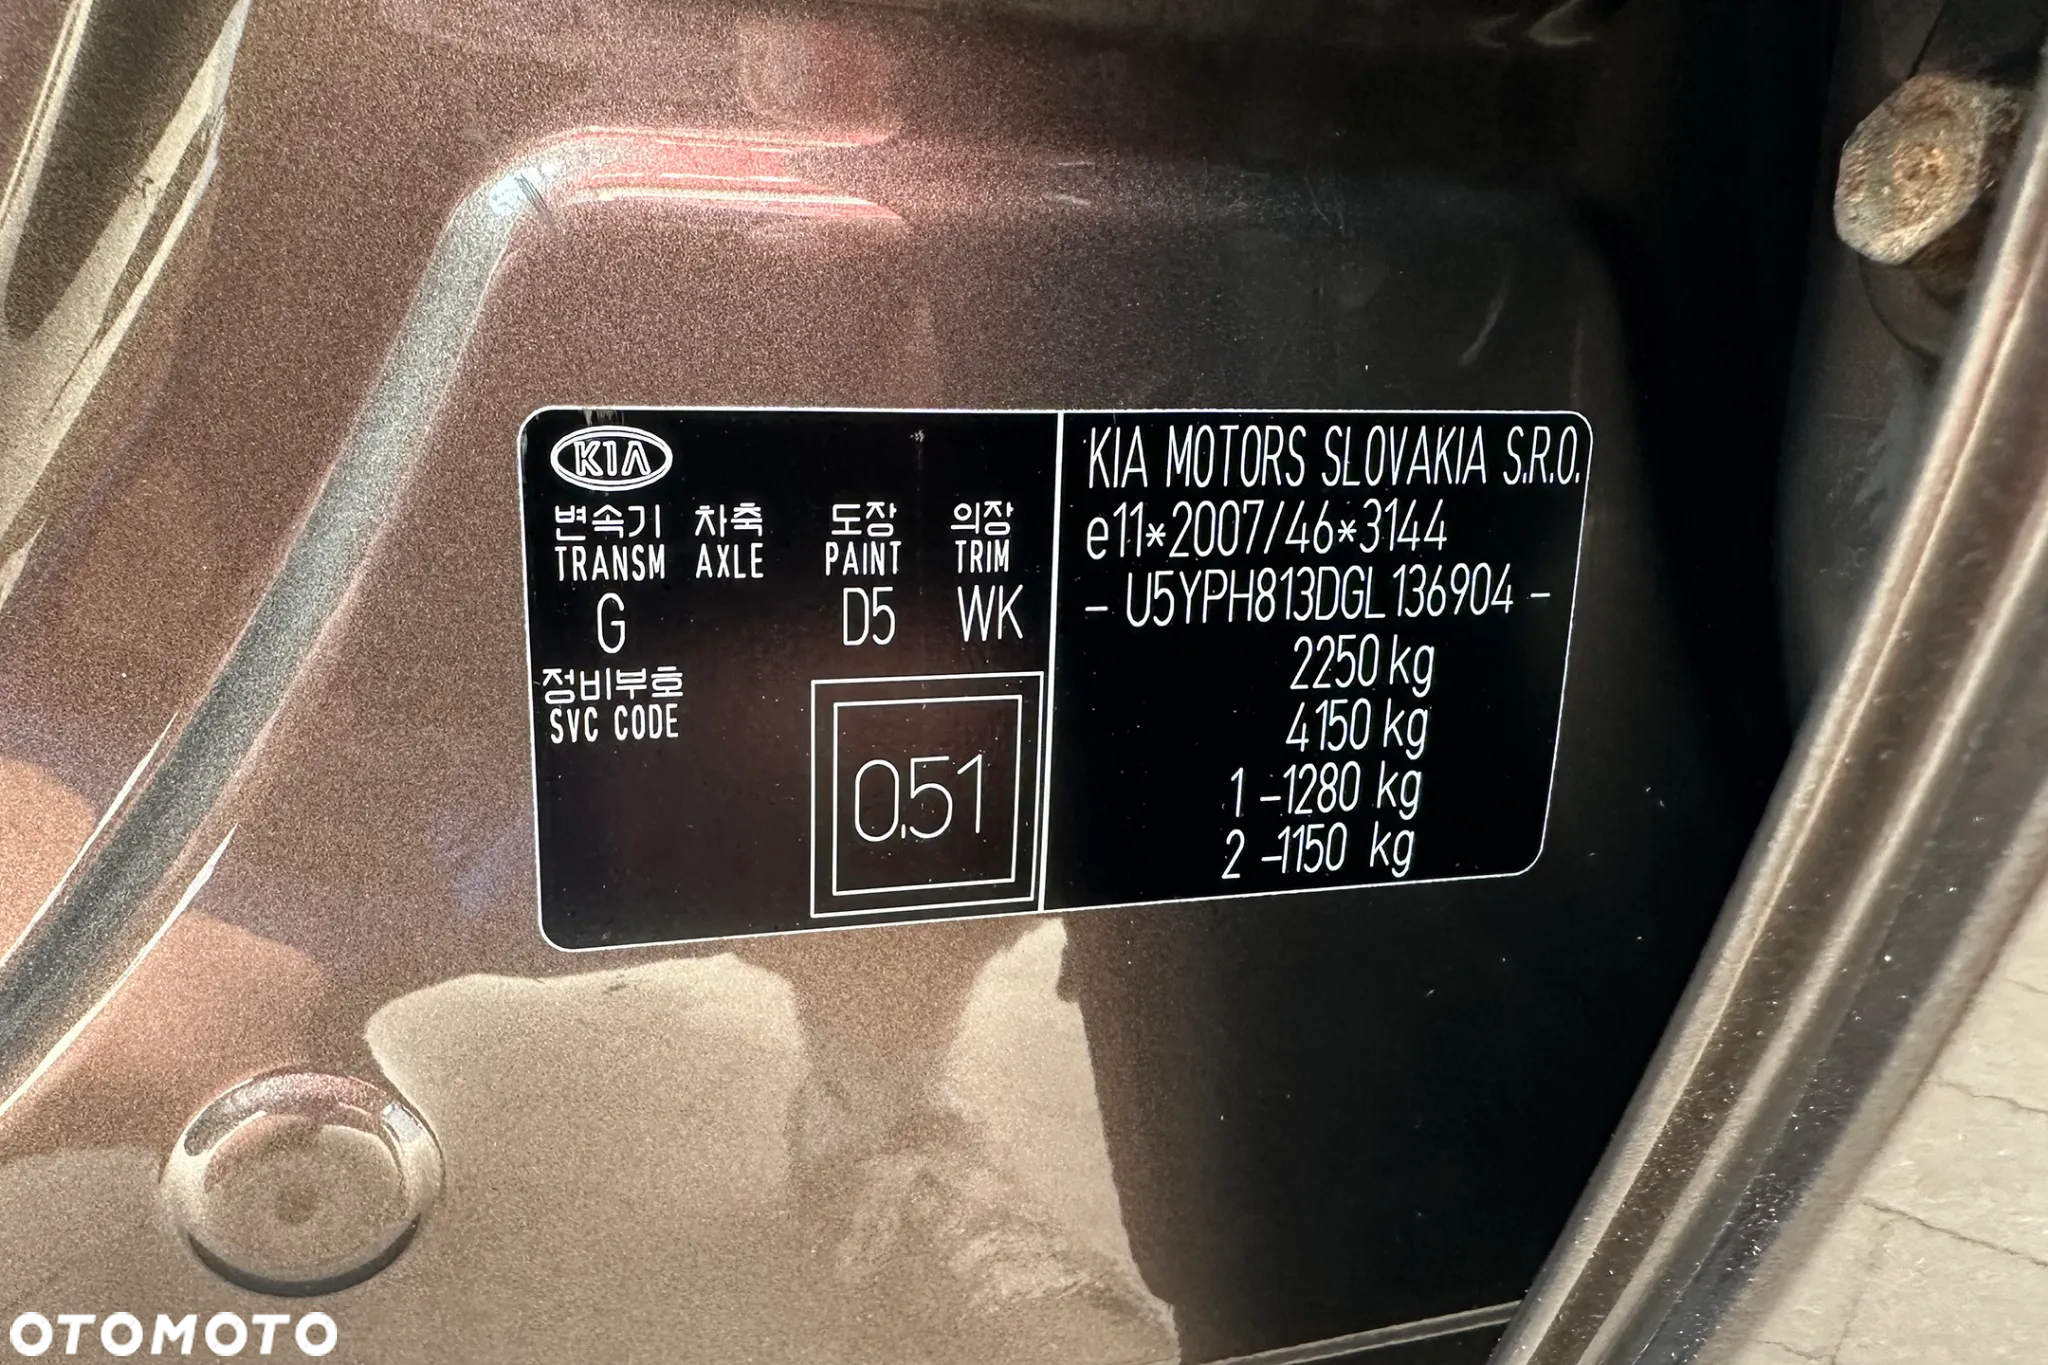 KIA
변속기 차축 도장 의장
TRANSM AXLE PAINT TRIM
G D5 WK
정비부호
SVC CODE
0.51
KIA MOTORS SLOVAKIA S.R.O.
e11*2007/46*3144
- U5YPH813DGL136904 -
2250 kg
4150 kg
1 -1280 kg
2 -1150 kg
OTOMOTO